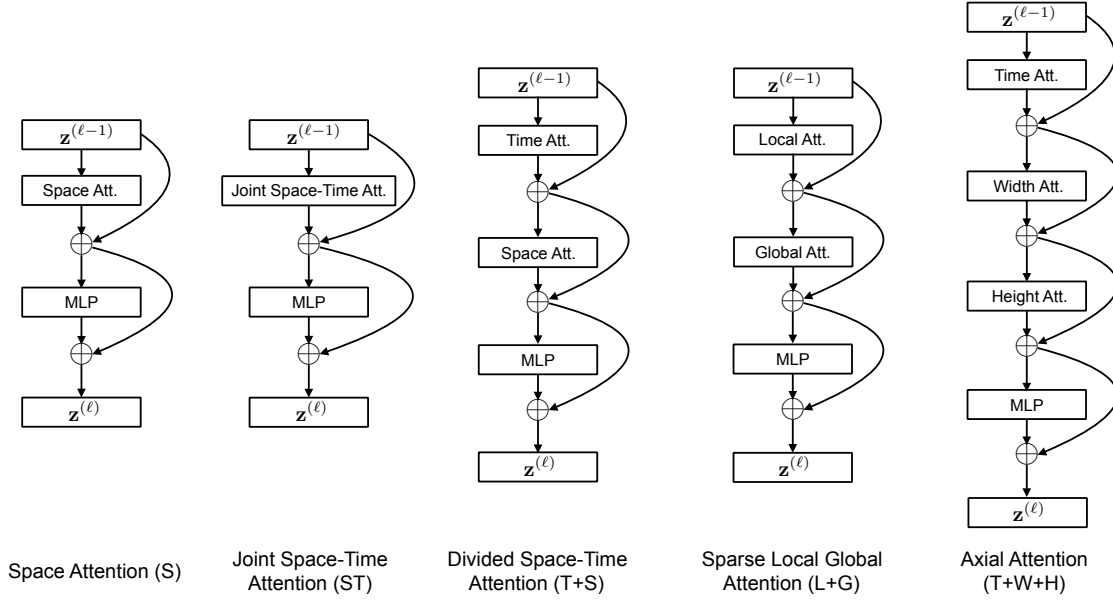 z^(ℓ−1)
Space Att.
MLP
z^(ℓ)
Space Attention (S)
z^(ℓ−1)
Joint Space-Time Att.
MLP
z^(ℓ)
Joint Space-Time
Attention (ST)
z^(ℓ−1)
Time Att.
Space Att.
MLP
z^(ℓ)
Divided Space-Time
Attention (T+S)
z^(ℓ−1)
Local Att.
Global Att.
MLP
z^(ℓ)
Sparse Local Global
Attention (L+G)
z^(ℓ−1)
Time Att.
Width Att.
Height Att.
MLP
z^(ℓ)
Axial Attention
(T+W+H)